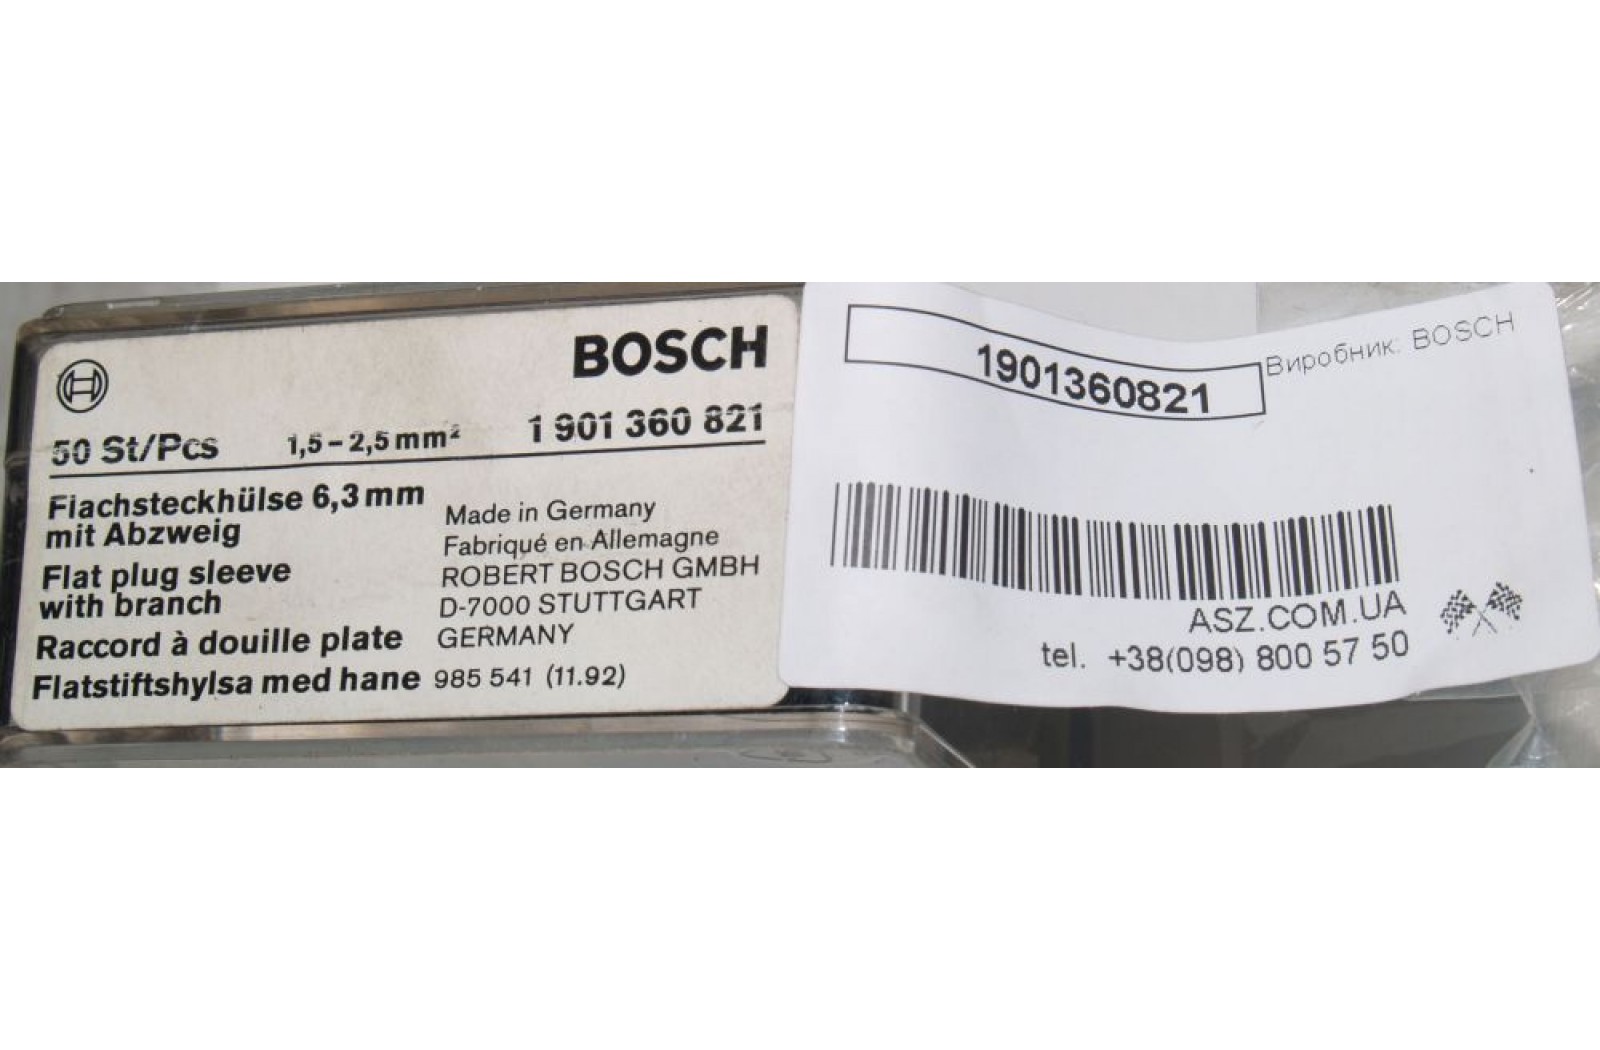 BOSCH
50 St/Pcs 1,5–2,5 mm² 1 901 360 821
Flachsteckhülse 6,3 mm
mit Abzweig
Flat plug sleeve
with branch
Raccord à douille plate
Flatstiftshylsa med hane
Made in Germany
Fabriqué en Allemagne
ROBERT BOSCH GMBH
D-7000 STUTTGART
GERMANY
985 541 (11.92)
1901360821
Виробник: BOSCH
ASZ.COM.UA
tel. +38(098) 800 57 50